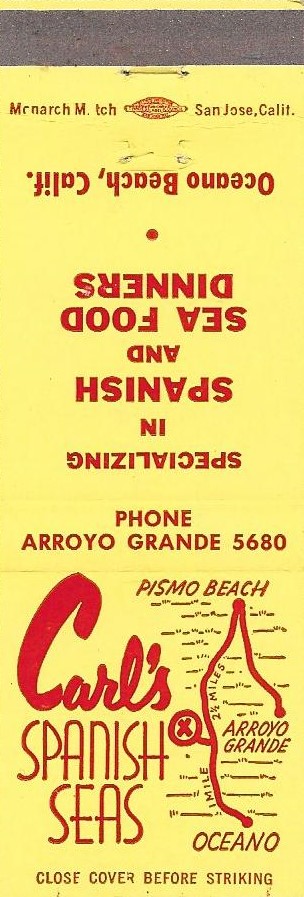 Monarch M. tch San Jose, Calif.
SPECIALIZING
IN
SPANISH
AND
SEA FOOD
DINNERS
•
Oceano Beach, Calif.
PHONE
ARROYO GRANDE 5680
Carl's
SPANISH
SEAS
PISMO BEACH
2½ MILES
X
ARROYO
GRANDE
1 MILE
OCEANO
CLOSE COVER BEFORE STRIKING